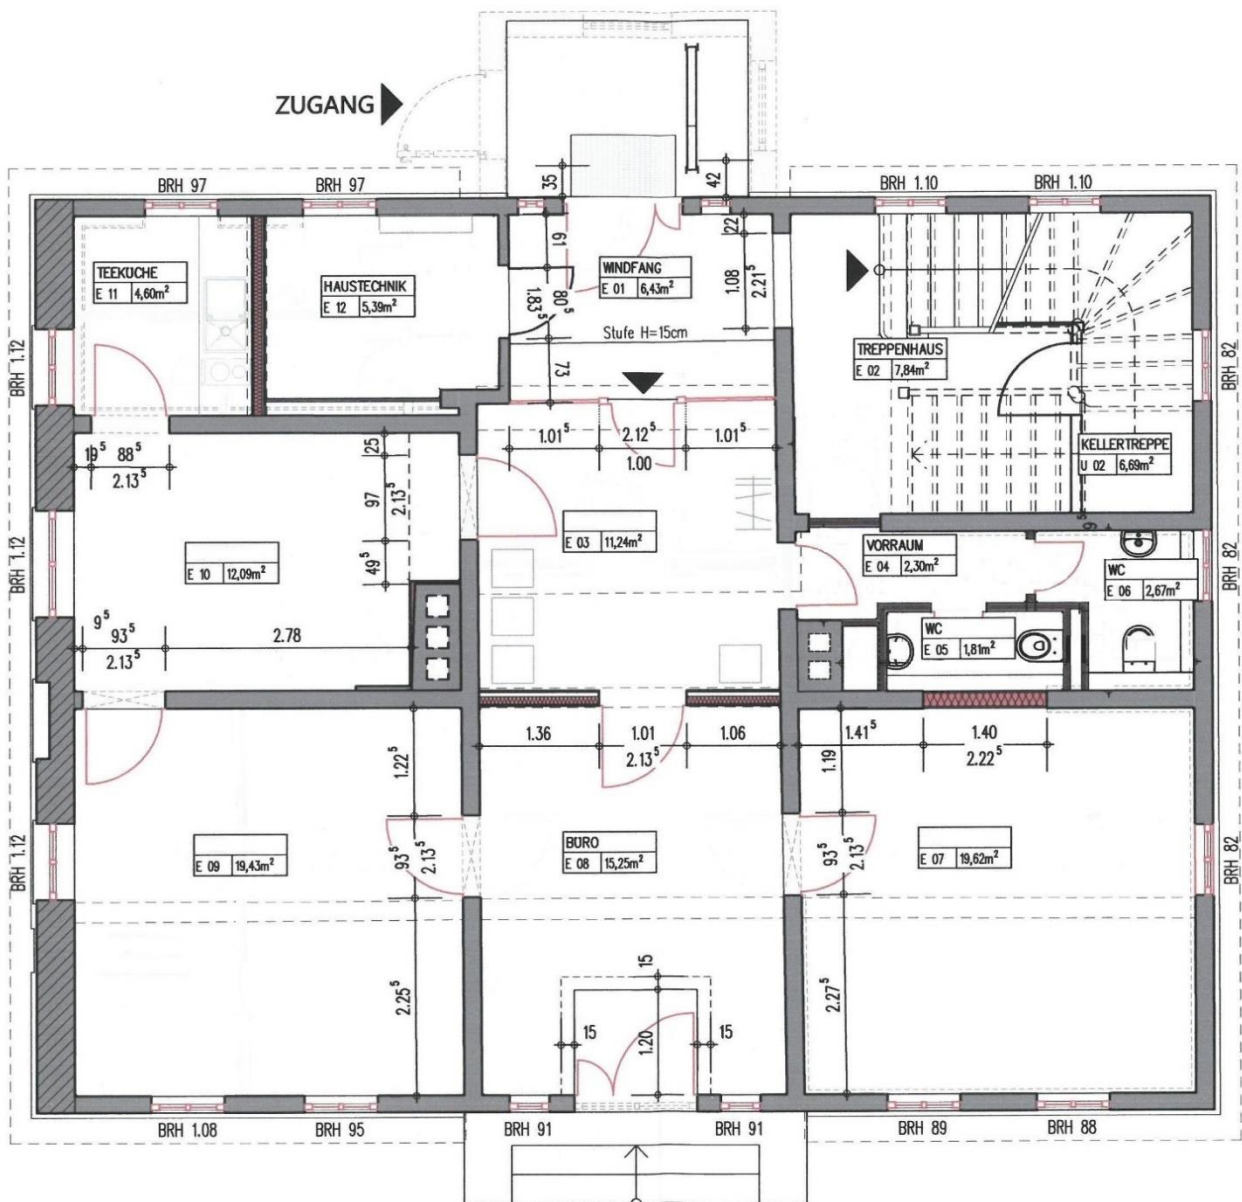 ZUGANG
BRH 97
BRH 97
35
42
BRH 1.10
BRH 1.10
TEEKÜCHE
E 11 4,60m²
HAUSTECHNIK
E 12 5,39m²
61
80⁵
1.83⁵
73
WINDFANG
E 01 6,43m²
Stufe H=15cm
22
1.08
2.21⁵
TREPPENHAUS
E 02 7,84m²
KELLERTREPPE
U 02 6,69m²
BRH 1.12
BRH 82
19⁵ 88⁵
2.13⁵
25
97
2.13⁵
49⁵
1.01⁵ 2.12⁵ 1.01⁵
1.00
E 10 12,09m²
E 03 11,24m²
VORRAUM
E 04 2,30m²
9⁵
WC
E 06 2,67m²
WC
E 05 1,81m²
BRH 1.12
BRH 82
9⁵
93⁵ 2.78
2.13⁵
1.36 1.01 1.06
2.13⁵
1.41⁵ 1.40
2.22⁵
1.22⁵
1.19
E 09 19,43m²
93⁵
2.13⁵
BÜRO
E 08 15,25m²
93⁵
2.13⁵
E 07 19,62m²
BRH 1.12
BRH 82
2.25⁵
15
15
1.20
15
2.27⁵
BRH 1.08
BRH 95
BRH 91
BRH 91
BRH 89
BRH 88